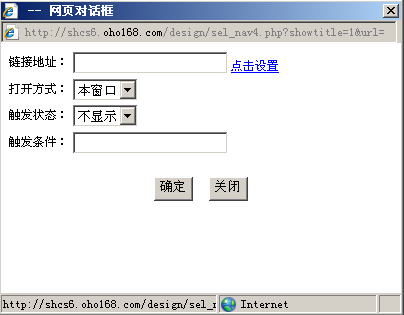 -- 网页对话框
http://shcs6.oho168.com/design/sel_nav4.php?showtitle=1&url=
链接地址： 点击设置
打开方式： 本窗口
触发状态： 不显示
触发条件：
确定 关闭
http://shcs6.oho168.com/design/sel_n Internet